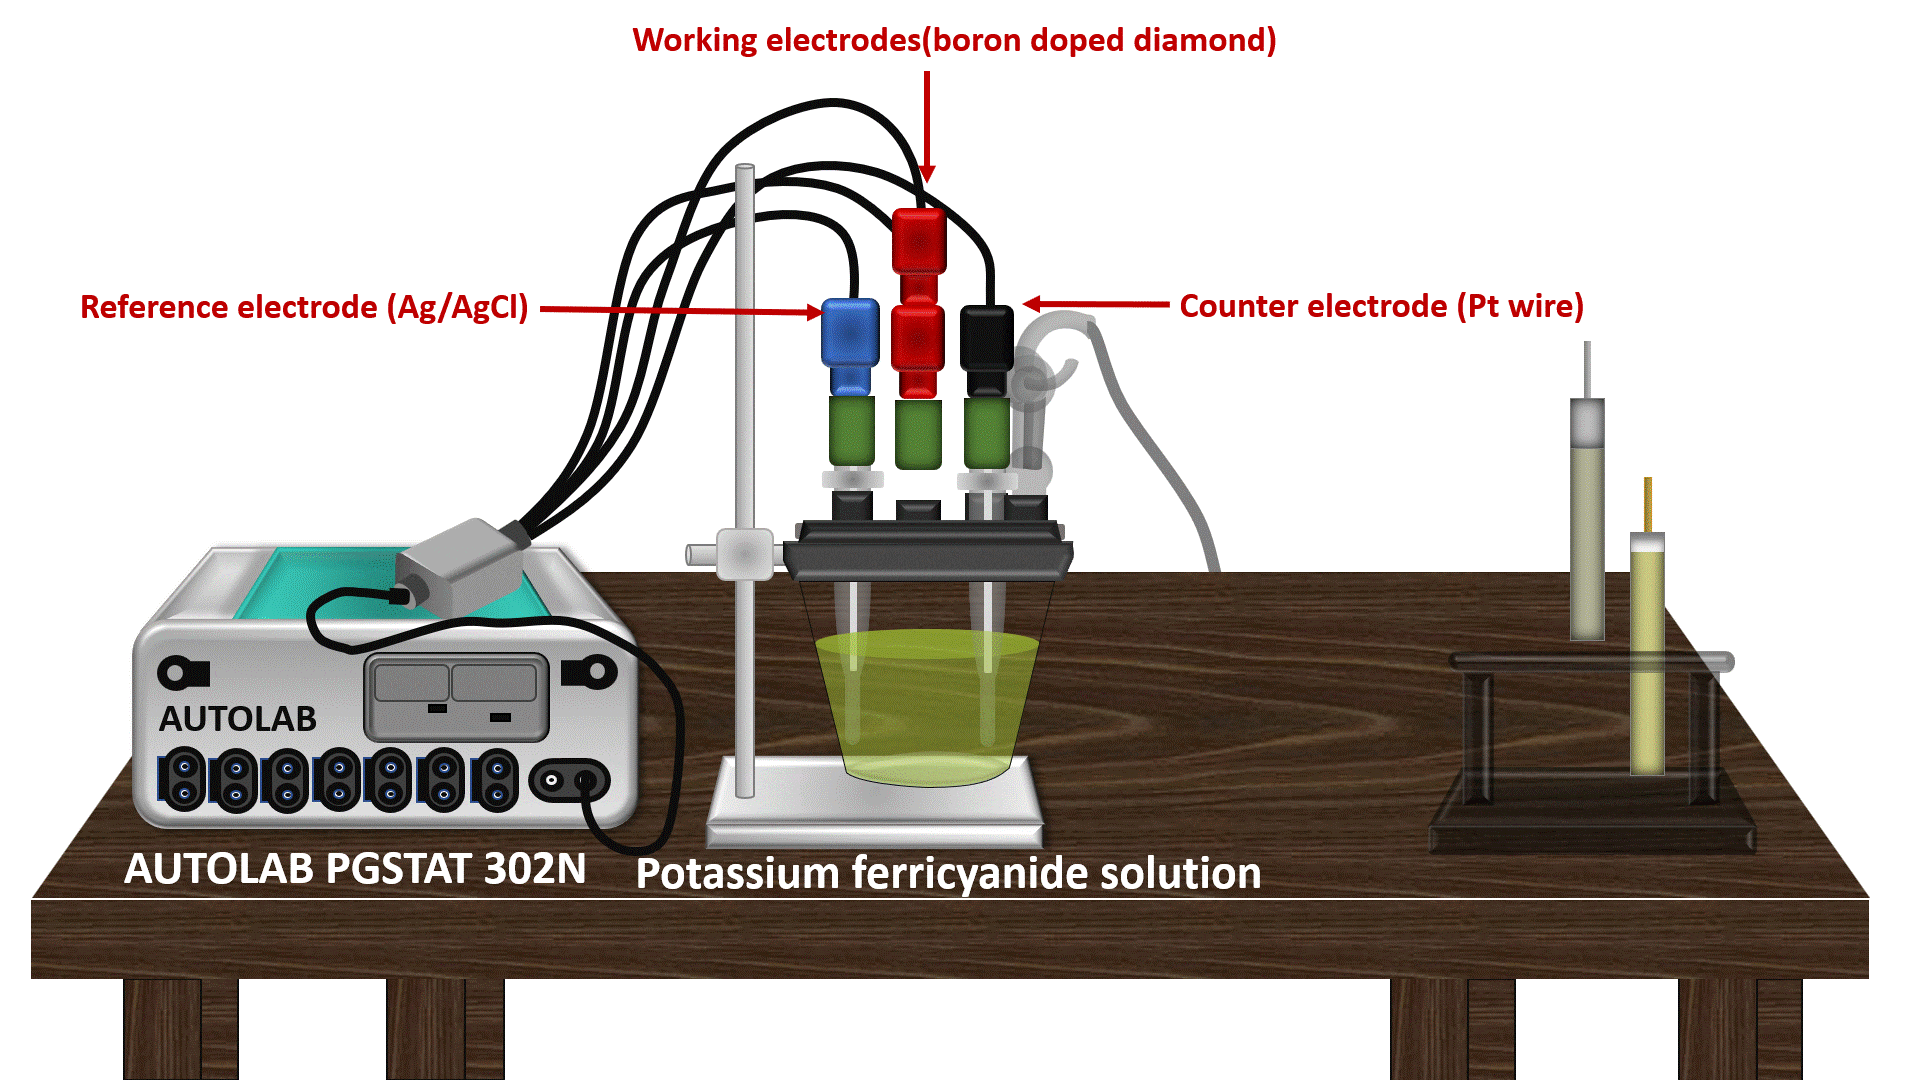 Working electrodes(boron doped diamond)
Reference electrode (Ag/AgCl)
Counter electrode (Pt wire)
AUTOLAB
AUTOLAB PGSTAT 302N
Potassium ferricyanide solution